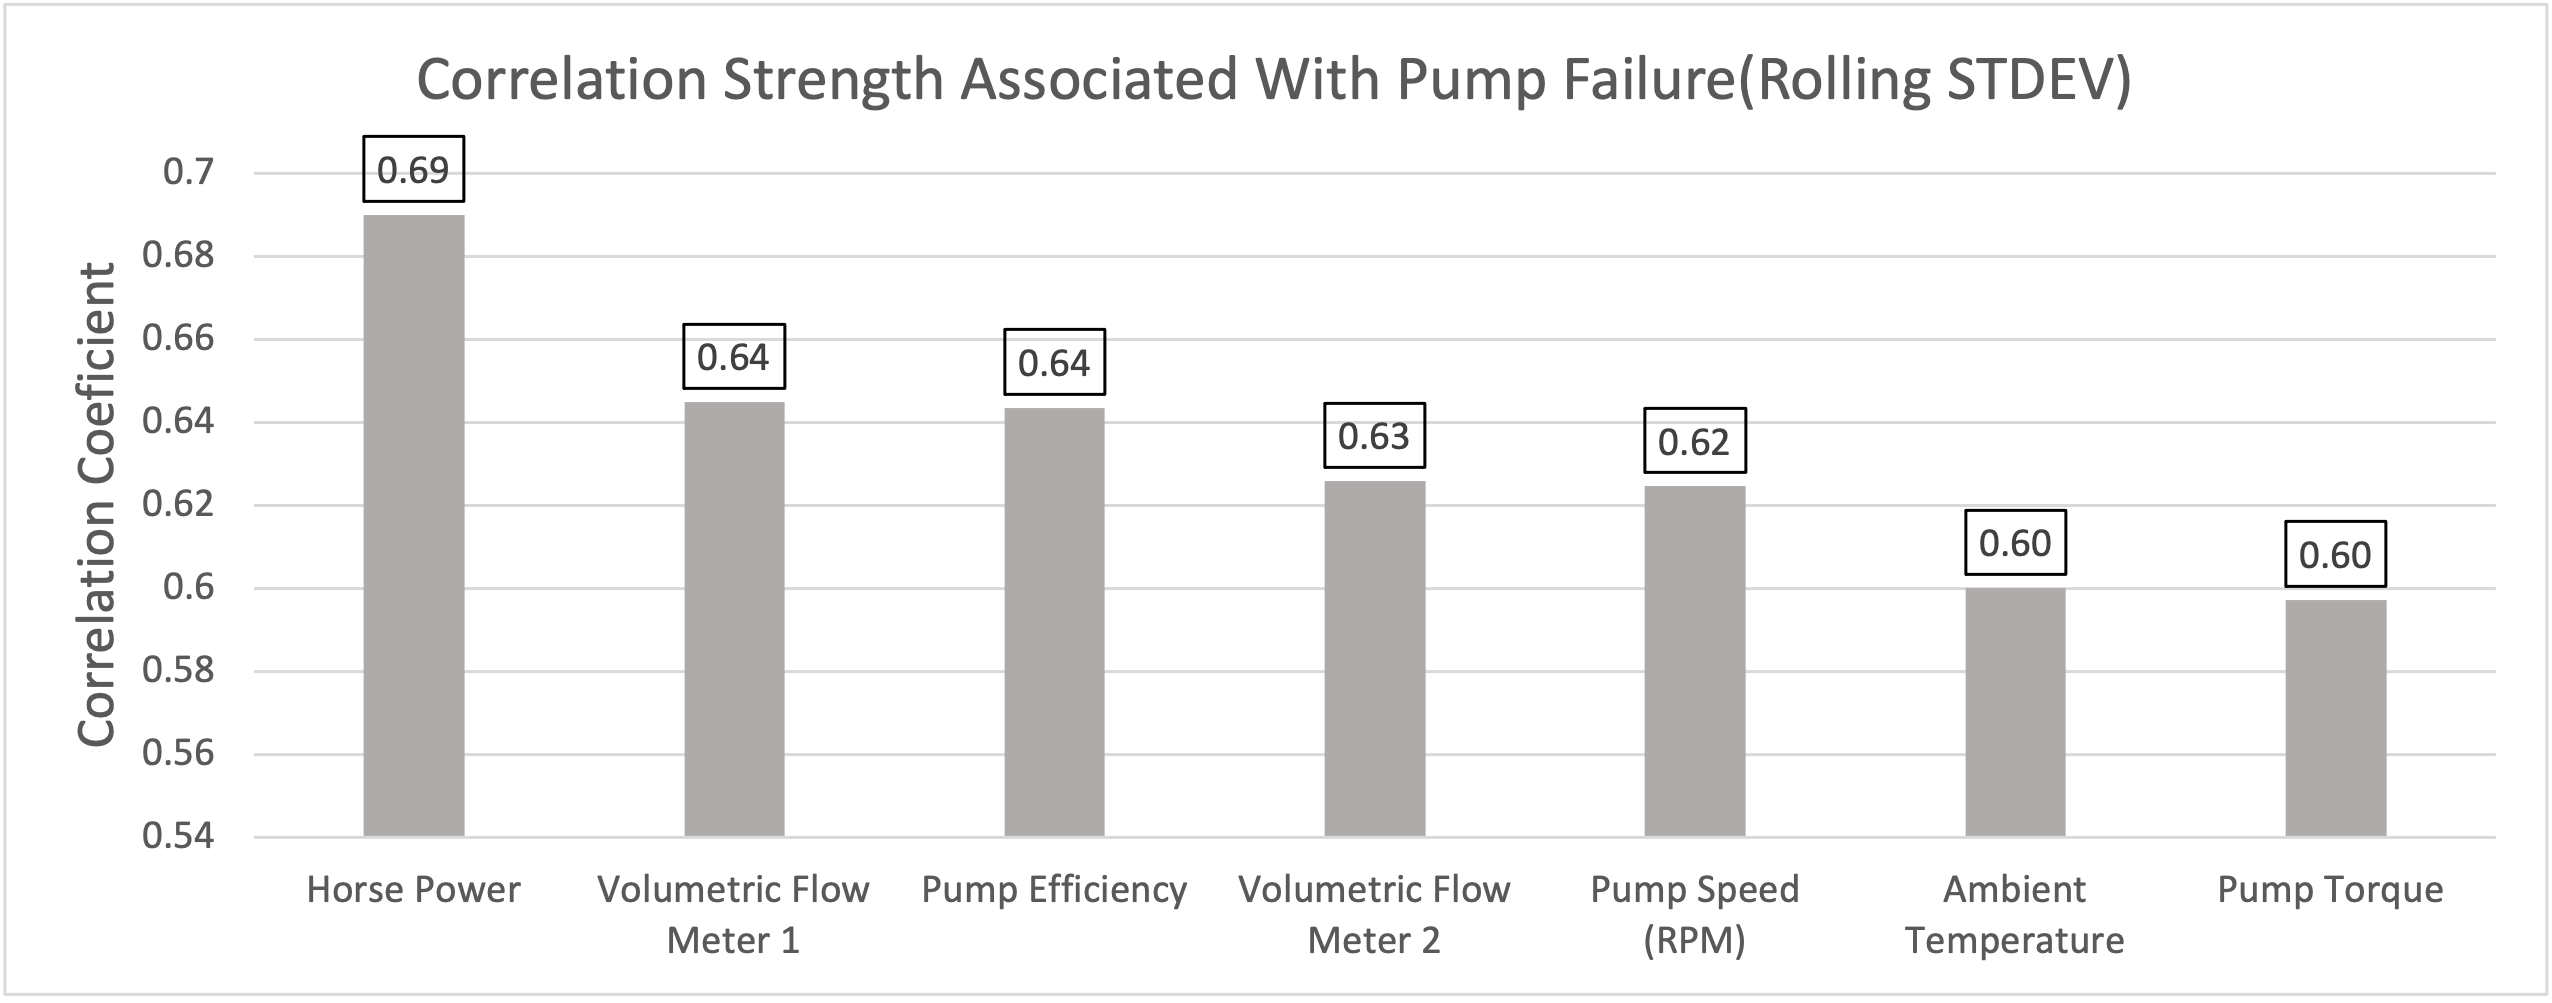 Correlation Strength Associated With Pump Failure(Rolling STDEV)
Correlation Coeficient
0.7
0.68
0.66
0.64
0.62
0.6
0.58
0.56
0.54
0.69
0.64
0.64
0.63
0.62
0.60
0.60
Horse Power
Volumetric Flow
Meter 1
Pump Efficiency
Volumetric Flow
Meter 2
Pump Speed
(RPM)
Ambient
Temperature
Pump Torque